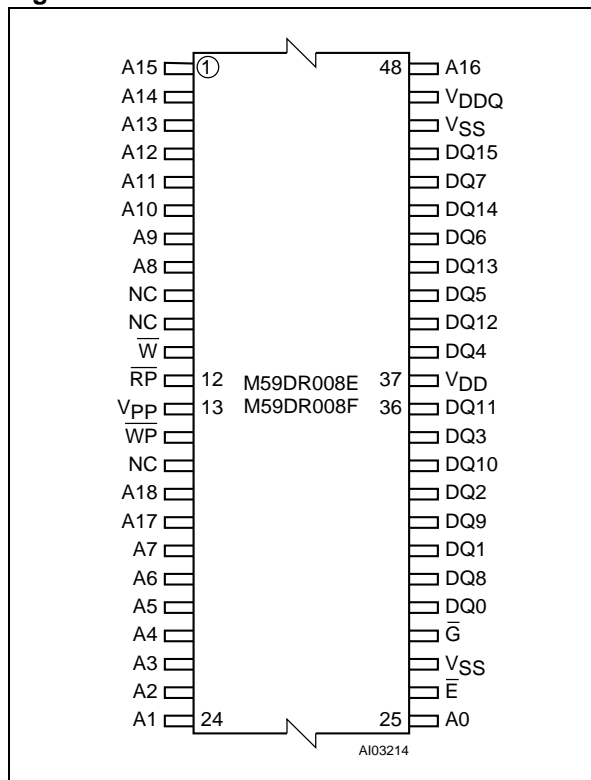 A15 1 48 A16
A14 VDDQ
A13 VSS
A12 DQ15
A11 DQ7
A10 DQ14
A9 DQ6
A8 DQ13
NC DQ5
NC DQ12
W̅ DQ4
R̅P̅ 12 M59DR008E 37 VDD
VPP 13 M59DR008F 36 DQ11
W̅P̅ DQ3
NC DQ10
A18 DQ2
A17 DQ9
A7 DQ1
A6 DQ8
A5 DQ0
A4 G̅
A3 VSS
A2 E̅
A1 24 25 A0
AI03214